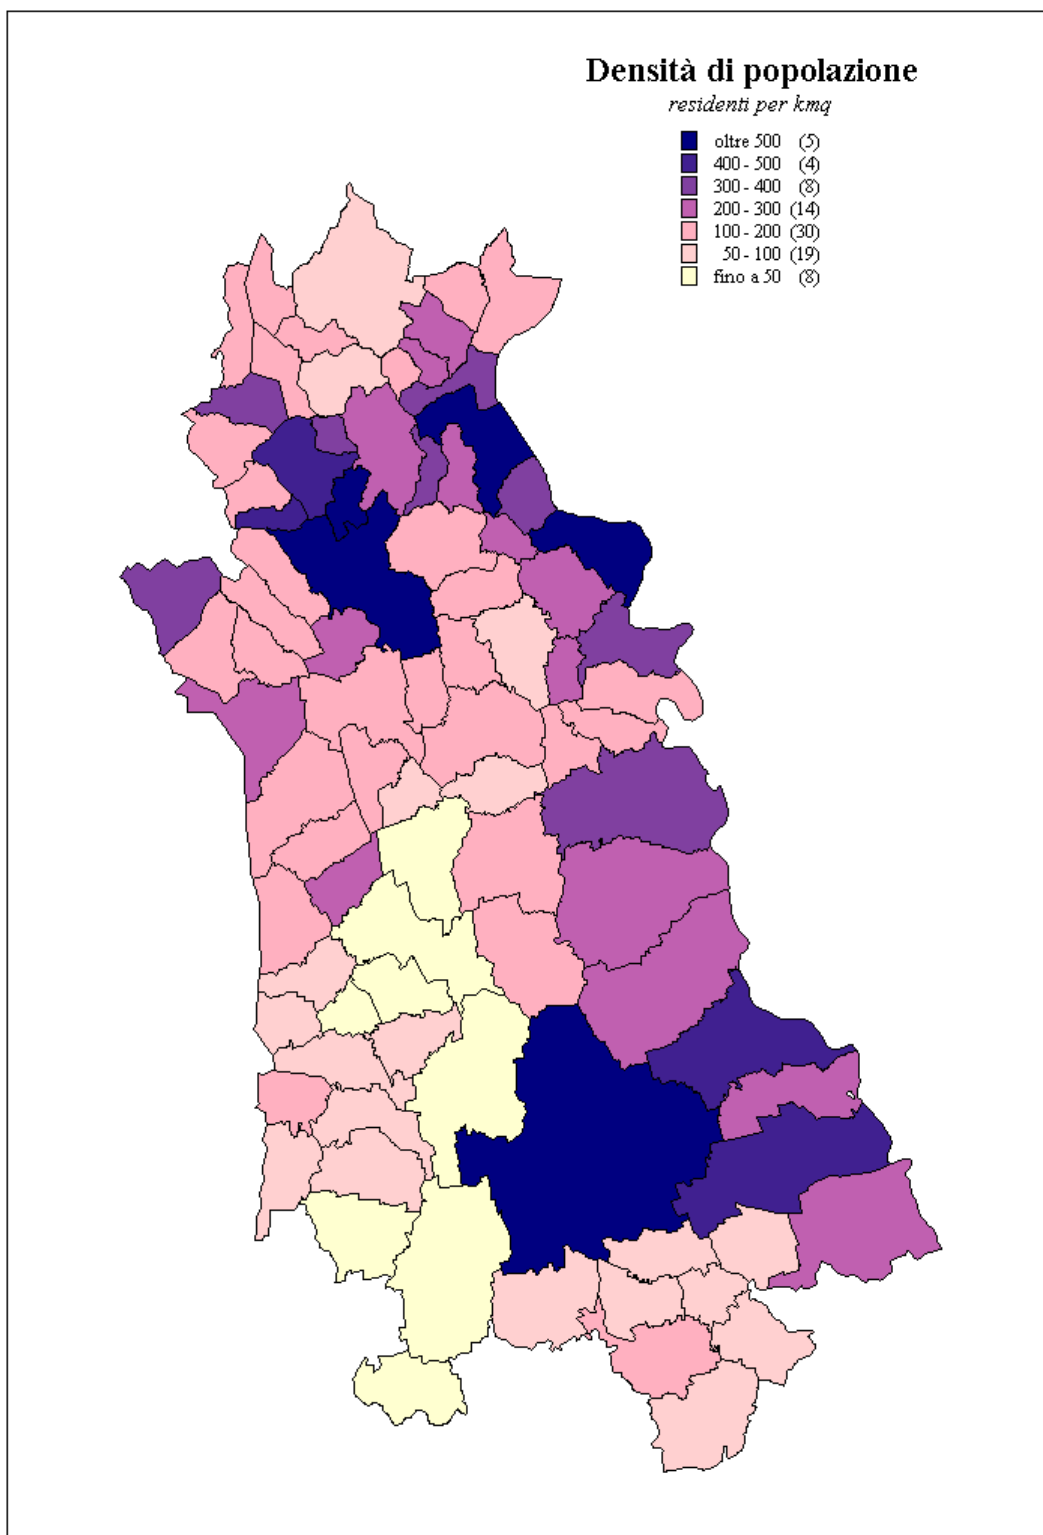 Densità di popolazione
residenti per kmq
oltre 500 (5)
400 - 500 (4)
300 - 400 (8)
200 - 300 (14)
100 - 200 (30)
50 - 100 (19)
fino a 50 (8)